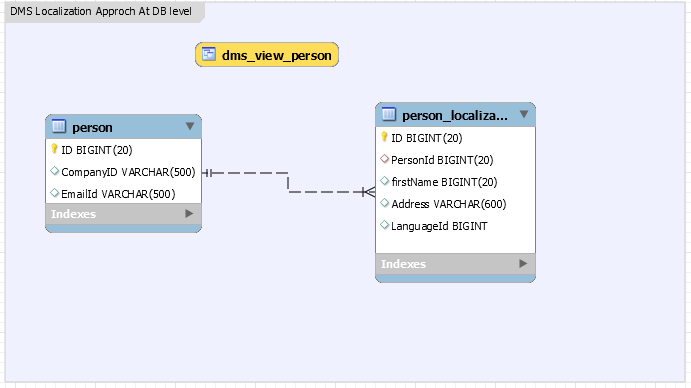 DMS Localization Approch At DB level
dms_view_person
person
ID BIGINT(20)
CompanyID VARCHAR(500)
EmailId VARCHAR(500)
Indexes
person_localiza...
ID BIGINT(20)
PersonId BIGINT(20)
firstName BIGINT(20)
Address VARCHAR(600)
LanguageId BIGINT
Indexes